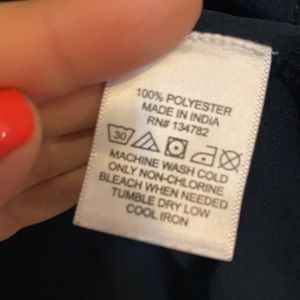 100% POLYESTER
MADE IN INDIA
RN# 134782
30
MACHINE WASH COLD
ONLY NON-CHLORINE
BLEACH WHEN NEEDED
TUMBLE DRY LOW
COOL IRON